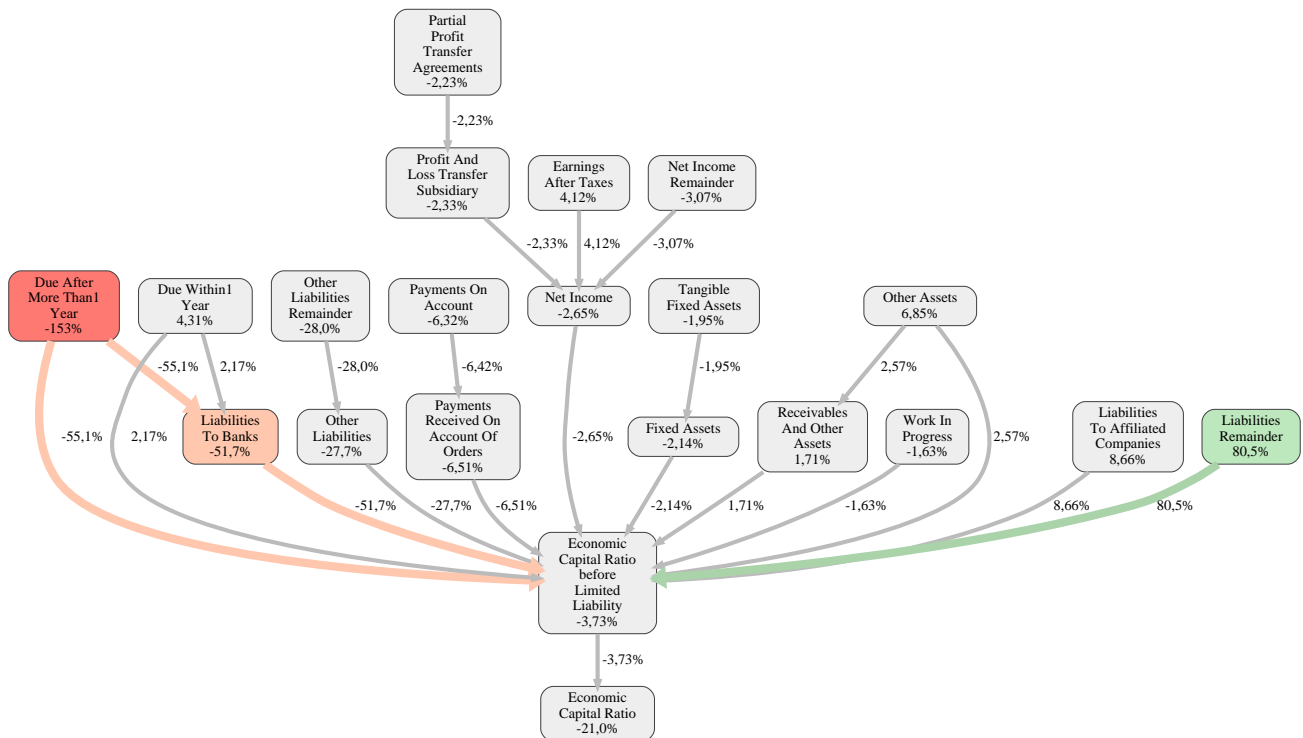 Partial
Profit
Transfer
Agreements
-2,23%
-2,23%
Profit And
Loss Transfer
Subsidiary
-2,33%
Earnings
After Taxes
4,12%
Net Income
Remainder
-3,07%
-2,33%
4,12%
-3,07%
Due After
More Than1
Year
-153%
Due Within1
Year
4,31%
Other
Liabilities
Remainder
-28,0%
Payments On
Account
-6,32%
Net Income
-2,65%
Tangible
Fixed Assets
-1,95%
Other Assets
6,85%
-55,1%
2,17%
-28,0%
-6,42%
-1,95%
2,57%
Liabilities
To Banks
-51,7%
Other
Liabilities
-27,7%
Payments
Received On
Account Of
Orders
-6,51%
Fixed Assets
-2,14%
Receivables
And Other
Assets
1,71%
Work In
Progress
-1,63%
Liabilities
To Affiliated
Companies
8,66%
Liabilities
Remainder
80,5%
-55,1%
2,17%
-2,65%
2,57%
-51,7%
-27,7%
-6,51%
-2,14%
1,71%
-1,63%
8,66%
80,5%
Economic
Capital Ratio
before
Limited
Liability
-3,73%
-3,73%
Economic
Capital Ratio
-21,0%